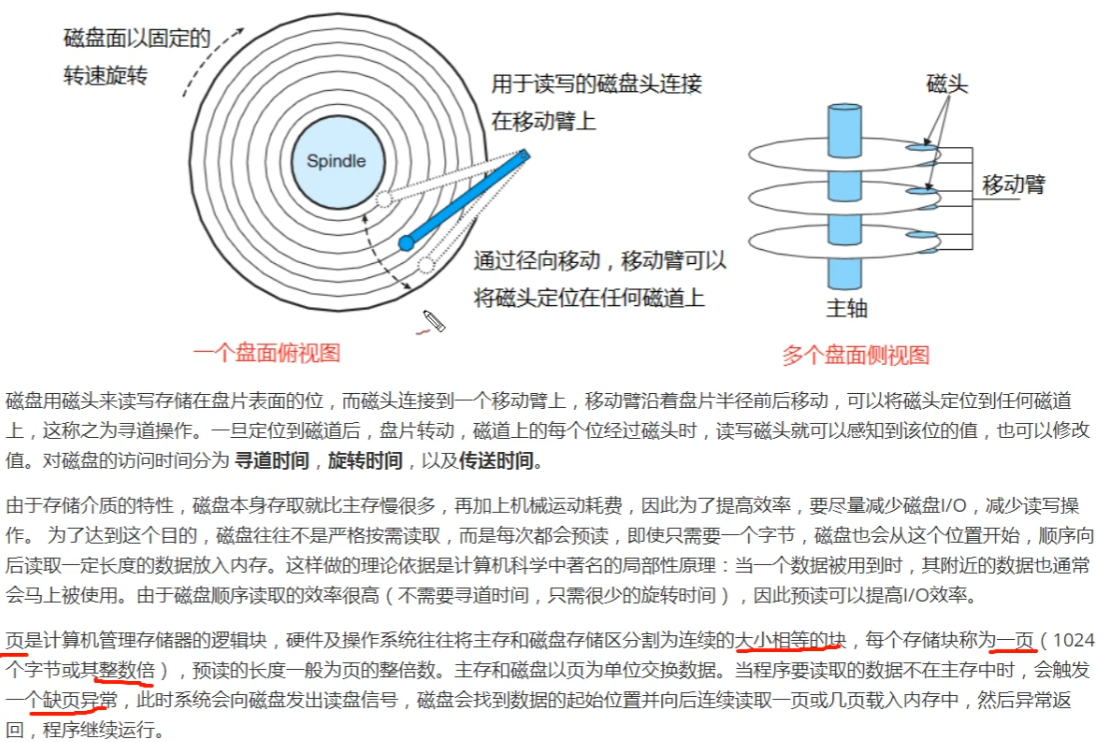 磁盘面以固定的
转速旋转
Spindle
用于读写的磁盘头连接
在移动臂上
通过径向移动，移动臂可以
将磁头定位在任何磁道上
一个盘面俯视图
磁头
移动臂
主轴
多个盘面侧视图
磁盘用磁头来读写存储在盘片表面的位，而磁头连接到一个移动臂上，移动臂沿着盘片半径前后移动，可以将磁头定位到任何磁道
上，这称之为寻道操作。一旦定位到磁道后，盘片转动，磁道上的每个位经过磁头时，读写磁头就可以感知到该位的值，也可以修改
值。对磁盘的访问时间分为 寻道时间，旋转时间，以及传送时间。
由于存储介质的特性，磁盘本身存取就比主存慢很多，再加上机械运动耗费，因此为了提高效率，要尽量减少磁盘I/O，减少读写操
作。 为了达到这个目的，磁盘往往不是严格按需读取，而是每次都会预读，即使只需要一个字节，磁盘也会从这个位置开始，顺序向
后读取一定长度的数据放入内存。这样做的理论依据是计算机科学中著名的局部性原理：当一个数据被用到时，其附近的数据也通常
会马上被使用。由于磁盘顺序读取的效率很高（不需要寻道时间，只需很少的旋转时间），因此预读可以提高I/O效率。
页是计算机管理存储器的逻辑块，硬件及操作系统往往将主存和磁盘存储区分割为连续的大小相等的块，每个存储块称为一页（1024
个字节或其整数倍），预读的长度一般为页的整倍数。主存和磁盘以页为单位交换数据。当程序要读取的数据不在主存中时，会触发
一个缺页异常，此时系统会向磁盘发出读盘信号，磁盘会找到数据的起始位置并向后连续读取一页或几页载入内存中，然后异常返
回，程序继续运行。